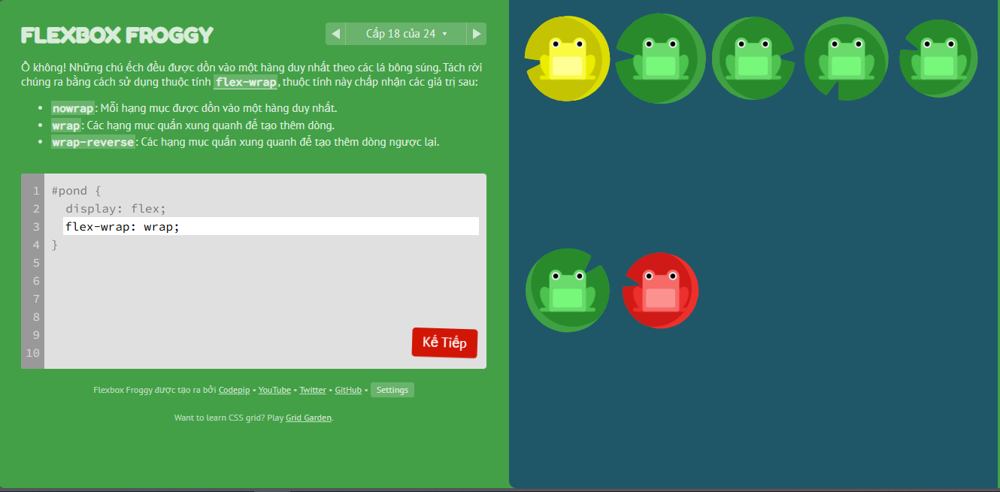 FLEXBOX FROGGY
Cấp 18 của 24
Ồ không! Những chú ếch đều được dồn vào một hàng duy nhất theo các lá bông súng. Tách rời
chúng ra bằng cách sử dụng thuộc tính flex-wrap, thuộc tính này chấp nhận các giá trị sau:
• nowrap: Mỗi hạng mục được dồn vào một hàng duy nhất.
• wrap: Các hạng mục quấn xung quanh để tạo thêm dòng.
• wrap-reverse: Các hạng mục quấn xung quanh để tạo thêm dòng ngược lại.
1 #pond {
2 display: flex;
3 flex-wrap: wrap;
4 }
5
6
7
8
9
10
Kế Tiếp
Flexbox Froggy được tạo ra bởi Codepip • YouTube • Twitter • GitHub • Settings
Want to learn CSS grid? Play Grid Garden.